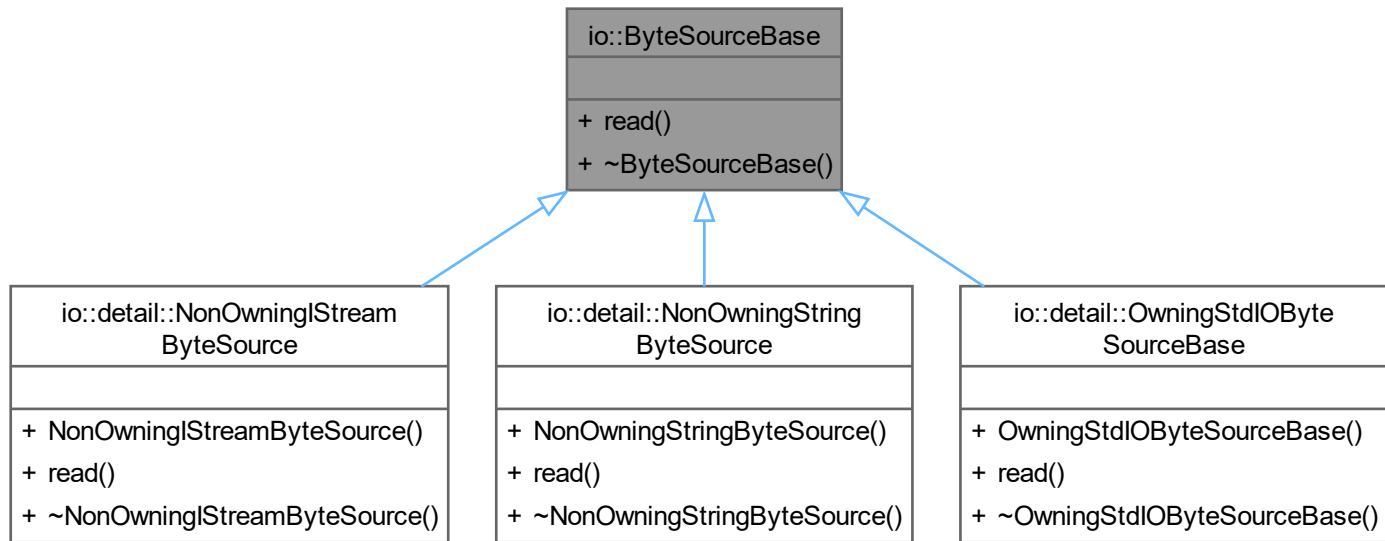 io::ByteSourceBase
+ read()
+ ~ByteSourceBase()
io::detail::NonOwningIStream
ByteSource
+ NonOwningIStreamByteSource()
+ read()
+ ~NonOwningIStreamByteSource()
io::detail::NonOwningString
ByteSource
+ NonOwningStringByteSource()
+ read()
+ ~NonOwningStringByteSource()
io::detail::OwningStdIOByte
SourceBase
+ OwningStdIOByteSourceBase()
+ read()
+ ~OwningStdIOByteSourceBase()